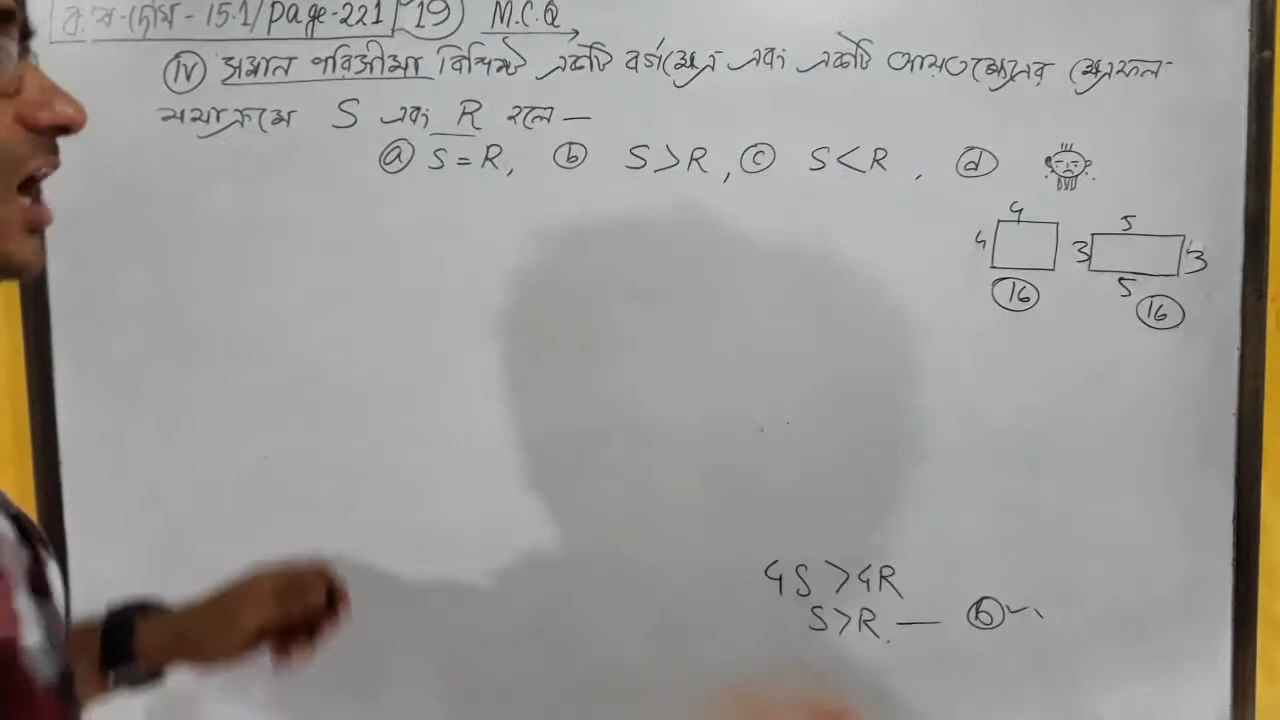 ক.ষে-দেখি - 15.1/page-221/19) M.C.Q
(iv) সমান পরিসীমা বিশিষ্ট একটি বর্গক্ষেত্র এবং একটি আয়তক্ষেত্রের ক্ষেত্রফল
যথাক্রমে S এবং R হলে —
(a) S = R, (b) S > R, (c) S < R, (d)
4 5
4 3 3
5
16 16
4S > 4R
S > R. — (b)